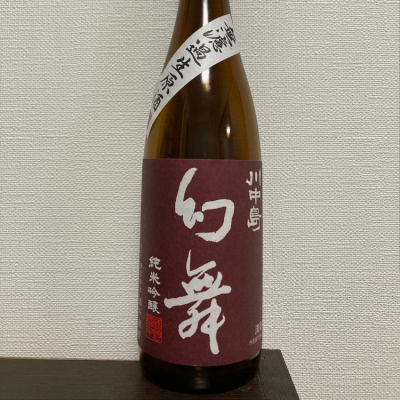 無濾過生原酒
川中島
幻舞
純米吟醸